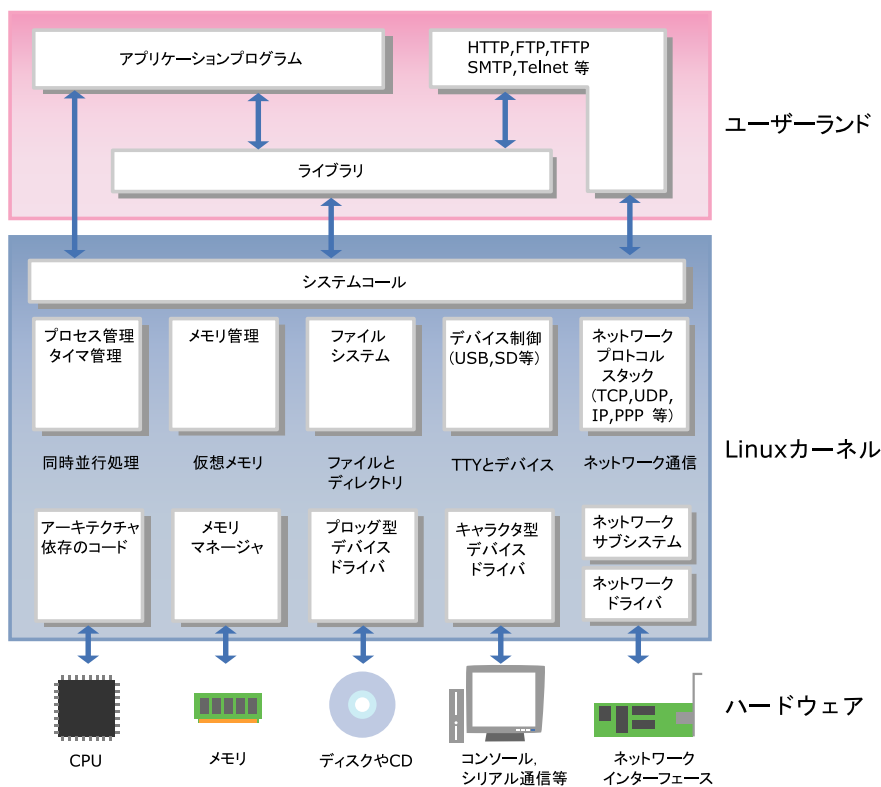 アプリケーションプログラム
HTTP,FTP,TFTP
SMTP,Telnet 等
ライブラリ
ユーザーランド
システムコール
プロセス管理
タイマ管理
メモリ管理
ファイル
システム
デバイス制御
(USB,SD等)
ネットワーク
プロトコル
スタック
(TCP,UDP,
IP,PPP 等)
同時並行処理
仮想メモリ
ファイルと
ディレクトリ
TTYとデバイス
ネットワーク通信
Linuxカーネル
アーキテクチャ
依存のコード
メモリ
マネージャ
ブロッグ型
デバイス
ドライバ
キャラクタ型
デバイス
ドライバ
ネットワーク
サブシステム
ネットワーク
ドライバ
ハードウェア
CPU
メモリ
ディスクやCD
コンソール,
シリアル通信等
ネットワーク
インターフェース